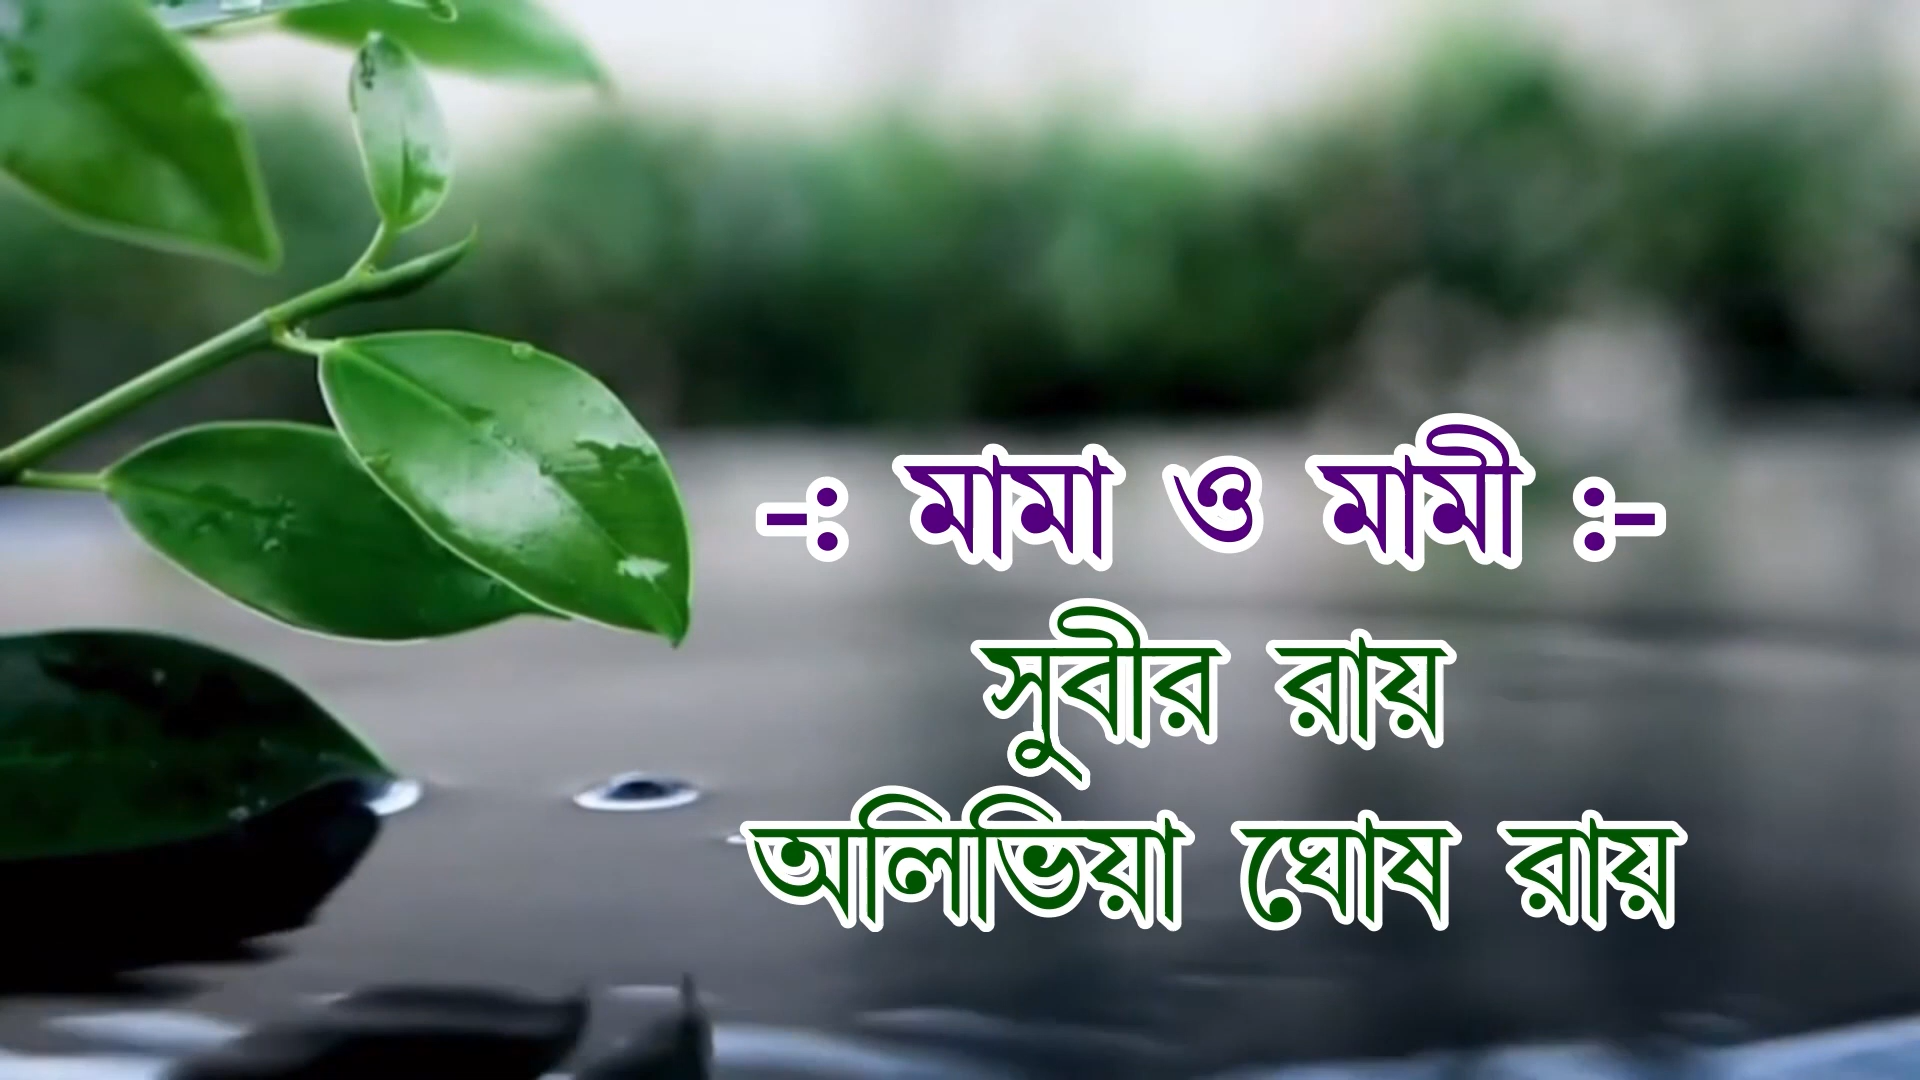 -: মামা ও মামী :-
সুবীর রায়
অলিভিয়া ঘোষ রায়